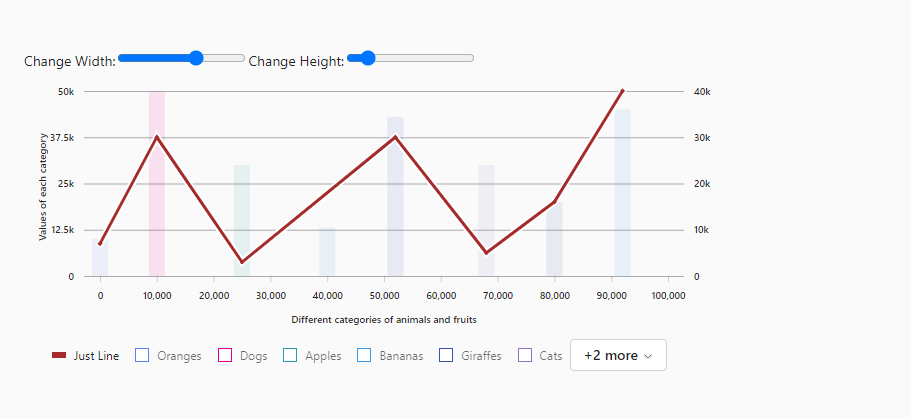 Change Width: Change Height:
50k 40k
37.5k 30k
25k 20k
12.5k 10k
0 0
Values of each category
0 10,000 20,000 30,000 40,000 50,000 60,000 70,000 80,000 90,000 100,000
Different categories of animals and fruits
Just Line Oranges Dogs Apples Bananas Giraffes Cats +2 more